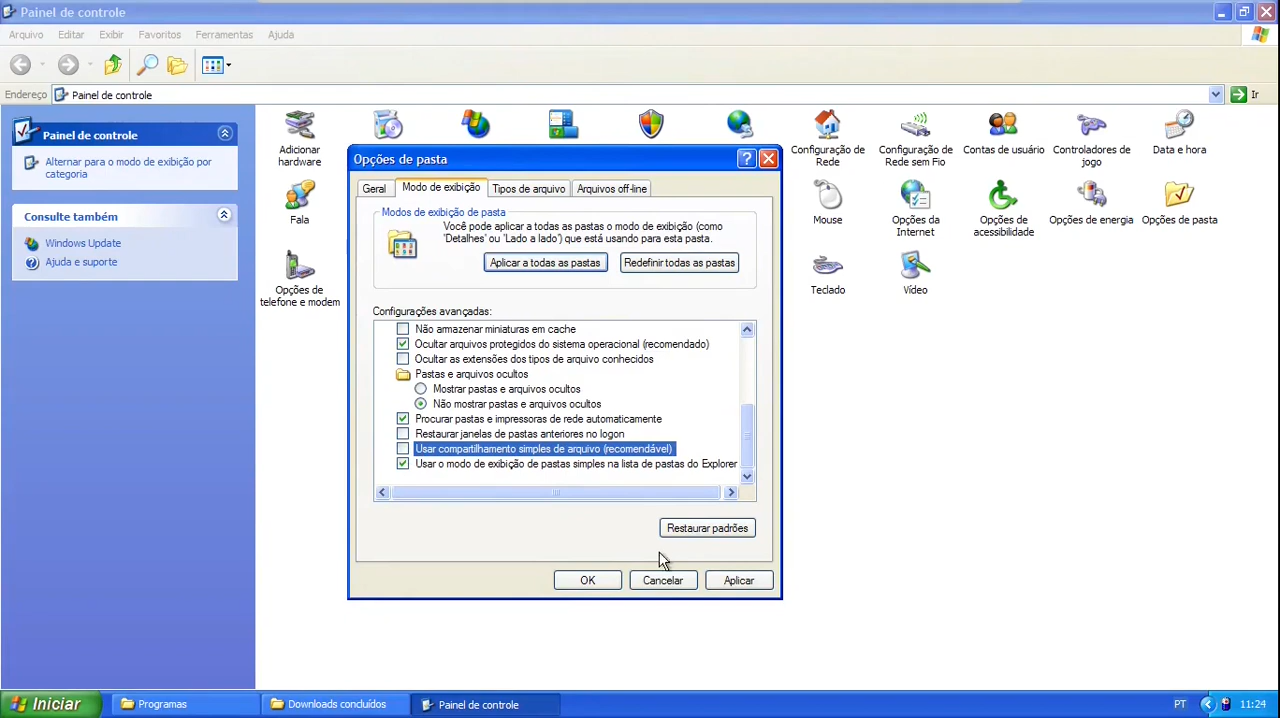 Painel de controle
Arquivo Editar Exibir Favoritos Ferramentas Ajuda
Endereço Painel de controle Ir
Painel de controle
Alternar para o modo de exibição por
categoria
Consulte também
Windows Update
Ajuda e suporte
Adicionar
hardware
Configuração de
Rede
Configuração de
Rede sem Fio
Contas de usuário
Controladores de
jogo
Data e hora
Fala
Mouse
Opções da
Internet
Opções de
acessibilidade
Opções de energia
Opções de pasta
Opções de
telefone e modem
Teclado
Vídeo
Opções de pasta
Geral Modo de exibição Tipos de arquivo Arquivos off-line
Modos de exibição de pasta
Você pode aplicar a todas as pastas o modo de exibição (como
'Detalhes' ou 'Lado a lado') que está usando para esta pasta.
Aplicar a todas as pastas Redefinir todas as pastas
Configurações avançadas:
Não armazenar miniaturas em cache
Ocultar arquivos protegidos do sistema operacional (recomendado)
Ocultar as extensões dos tipos de arquivo conhecidos
Pastas e arquivos ocultos
Mostrar pastas e arquivos ocultos
Não mostrar pastas e arquivos ocultos
Procurar pastas e impressoras de rede automaticamente
Restaurar janelas de pastas anteriores no logon
Usar compartilhamento simples de arquivo (recomendável)
Usar o modo de exibição de pastas simples na lista de pastas do Explorer
Restaurar padrões
OK Cancelar Aplicar
Iniciar Programas Downloads concluídos Painel de controle PT 11:24